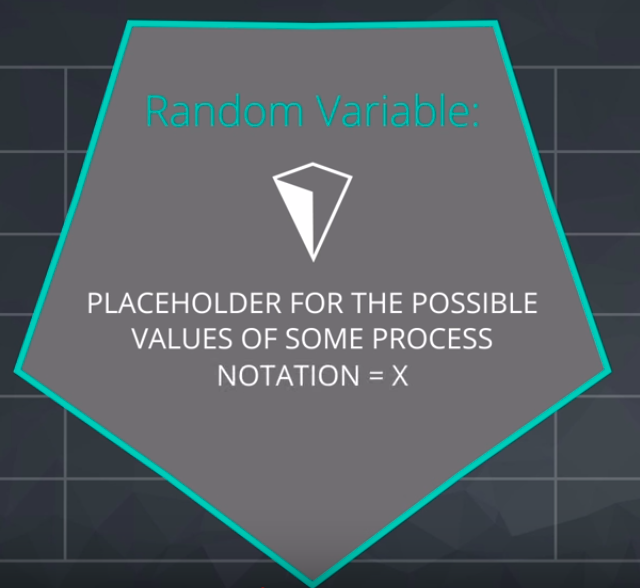 Random Variable:
PLACEHOLDER FOR THE POSSIBLE
VALUES OF SOME PROCESS
NOTATION = X